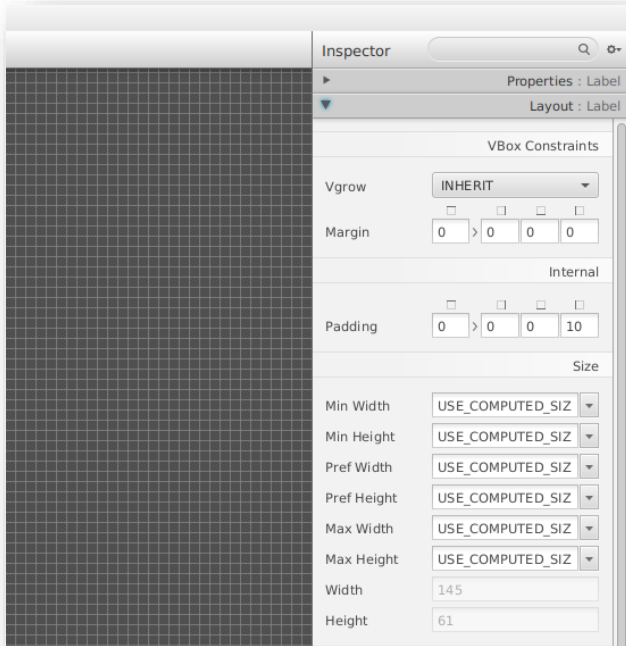 Inspector
Properties : Label
Layout : Label
VBox Constraints
Vgrow INHERIT
Margin 0 > 0 0 0
Internal
Padding 0 > 0 0 10
Size
Min Width USE_COMPUTED_SIZ
Min Height USE_COMPUTED_SIZ
Pref Width USE_COMPUTED_SIZ
Pref Height USE_COMPUTED_SIZ
Max Width USE_COMPUTED_SIZ
Max Height USE_COMPUTED_SIZ
Width 145
Height 61